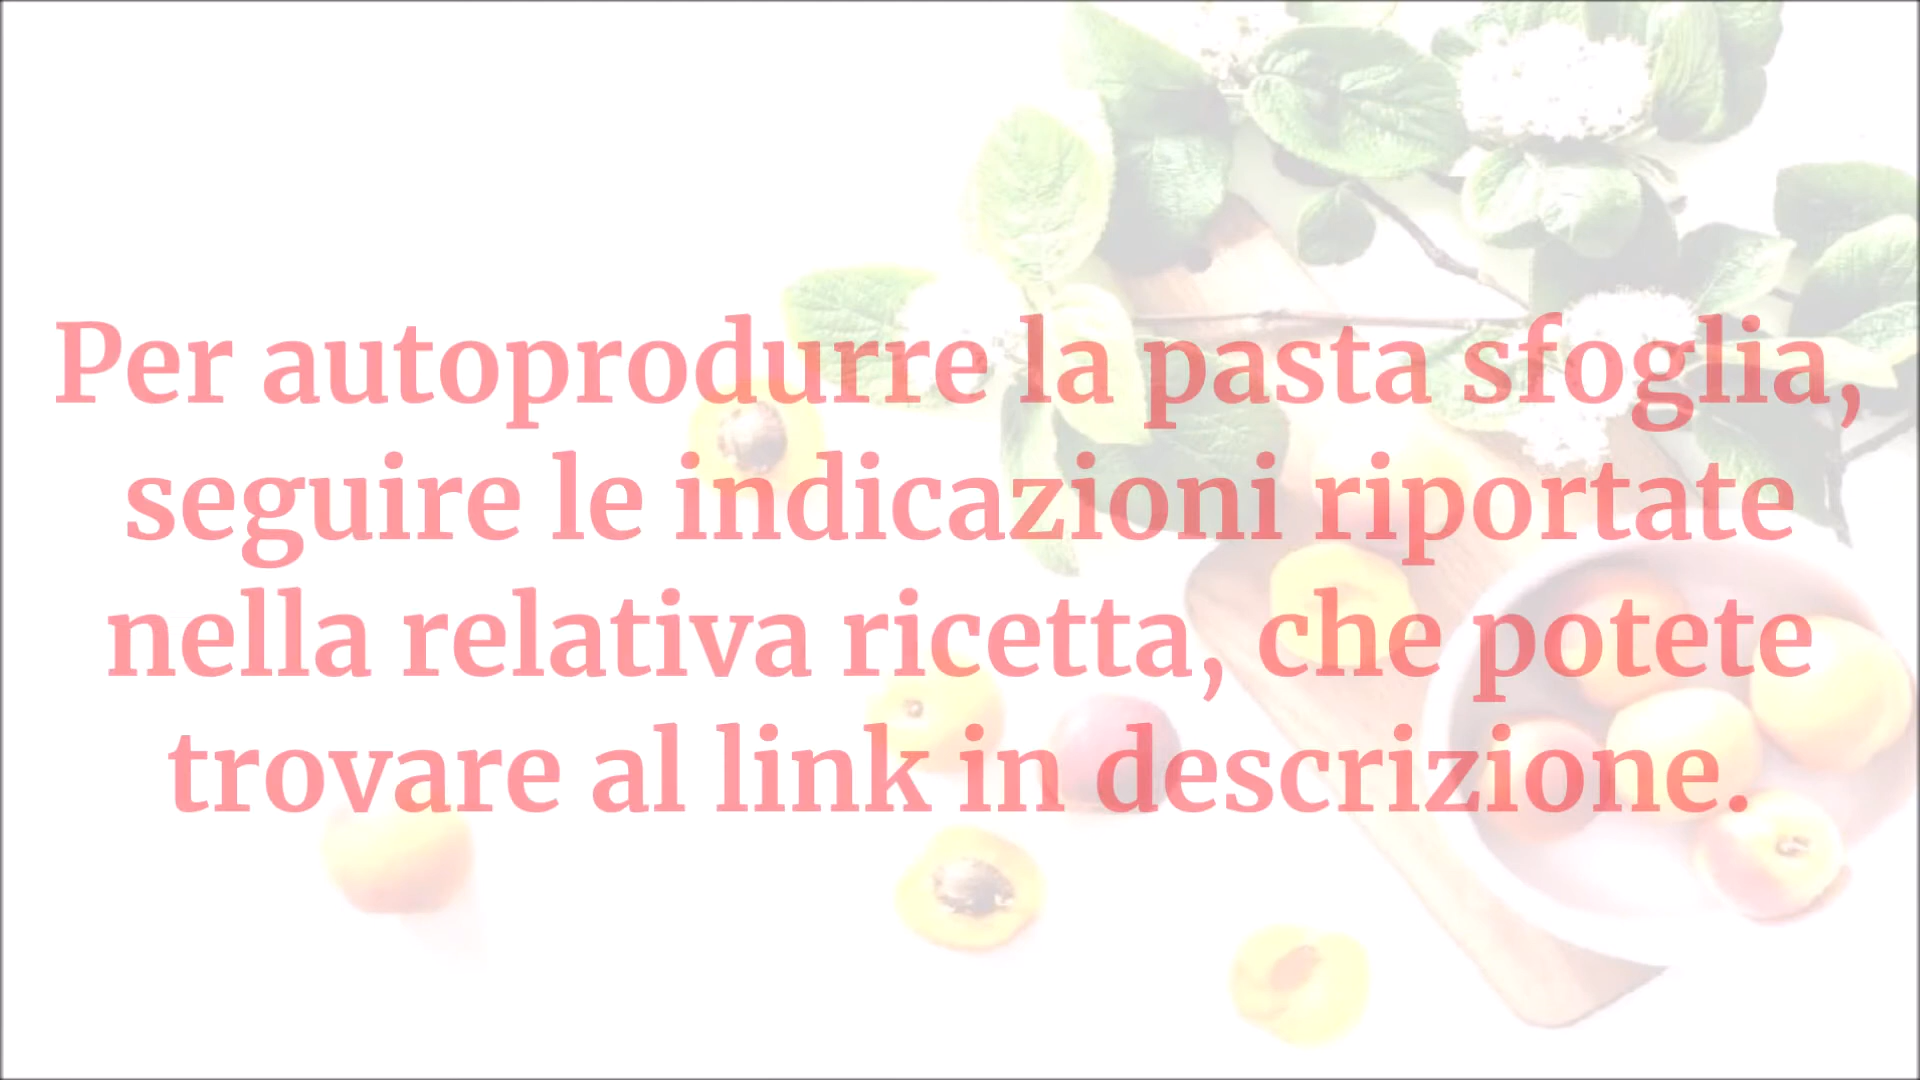 Per autoprodurre la pasta sfoglia,
seguire le indicazioni riportate
nella relativa ricetta, che potete
trovare al link in descrizione.